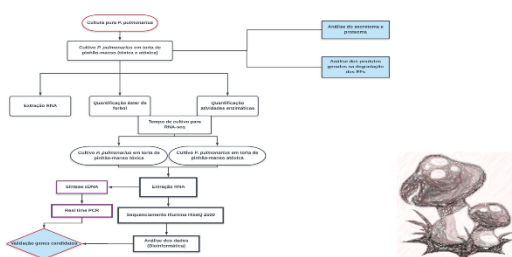 Cultura pura P. pulmonarius
Cultivo P. pulmonarius em torta de
pinhão-manso (tóxica e atóxica)
Análise do secretoma e
proteoma
Análise dos produtos
gerados na degradação
dos EFs
Extração RNA
Quantificação éster de
forbol
Quantificação
atividades enzimáticas
Tempo de cultivo para
RNA-seq
Cultivo P. pulmonarius em torta de
pinhão-manso tóxica
Cultivo P. pulmonarius em torta de
pinhão-manso atóxica
Síntese cDNA
Extração RNA
Real time PCR
Sequenciamento Illumina HiseQ 2500
Validação genes candidatos
Análise dos dados
(Bioinformática)